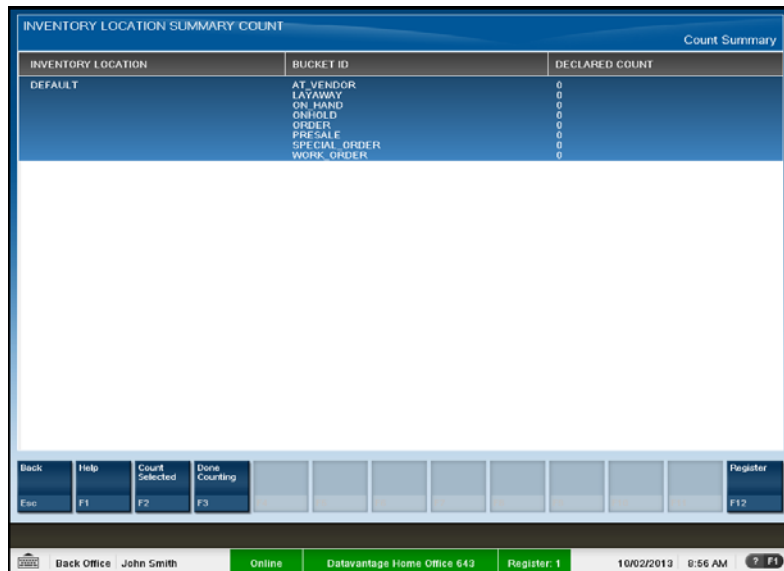 INVENTORY LOCATION SUMMARY COUNT
Count Summary
INVENTORY LOCATION BUCKET ID DECLARED COUNT
DEFAULT AT_VENDOR 0
LAYAWAY 0
ON_HAND 0
ONHOLD 0
ORDER 0
PRESALE 0
SPECIAL_ORDER 0
WORK_ORDER 0
Back Help Count Selected Done Counting Register
Esc F1 F2 F3 F12
Back Office John Smith Online Datavantage Home Office 643 Register: 1 10/02/2013 8:56 AM ? F1